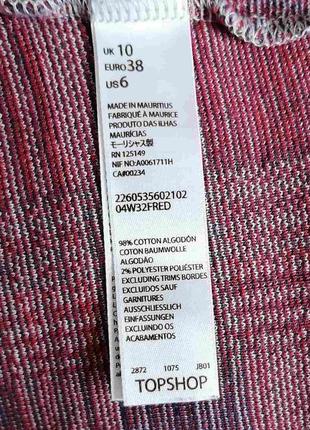 UK 10
EURO 38
US 6
MADE IN MAURITIUS
FABRIQUÉ À MAURICE
PRODUTO DAS ILHAS
MAURÍCIAS
モーリシャス製
RN 125149
NIF NO:A0061711H
CA#00234
2260535602102
04W32FRED
98% COTTON ALGODÓN
COTON BAUMWOLLE
ALGODÃO
2% POLYESTER POLIÉSTER
EXCLUDING TRIMS BORDES
EXCLUIDOS SAUF
GARNITURES
AUSSCHLIESSLICH
EINFASSUNGEN
EXCLUINDO OS
ACABAMENTOS
2872 1075 JB01
TOPSHOP